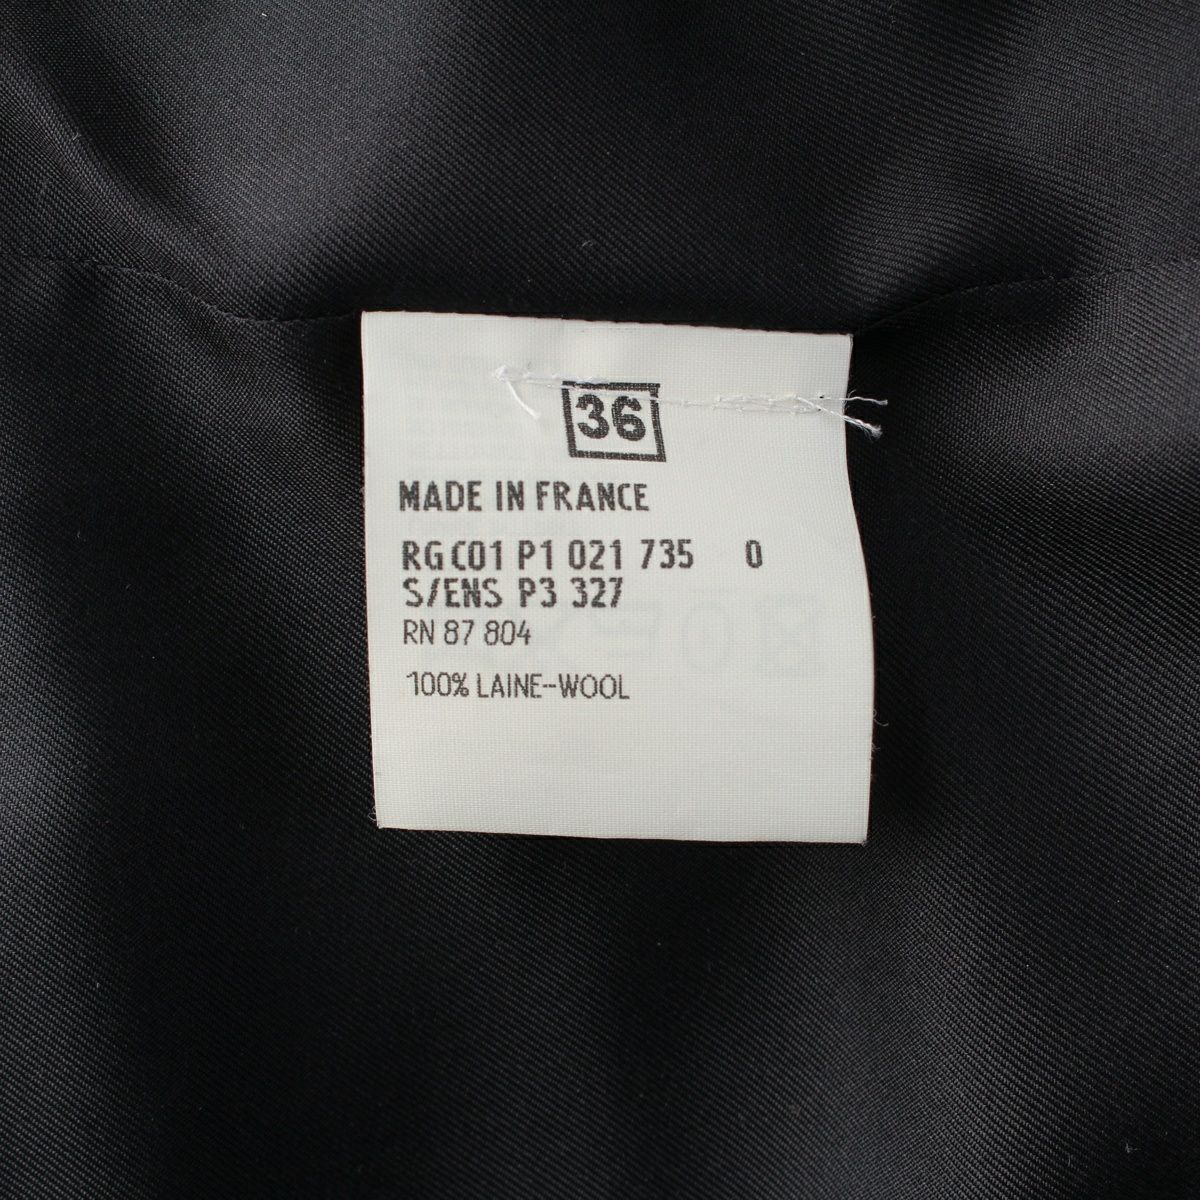 36
MADE IN FRANCE
RG C01 P1 021 735 0
S/ENS P3 327
RN 87 804
100% LAINE-WOOL